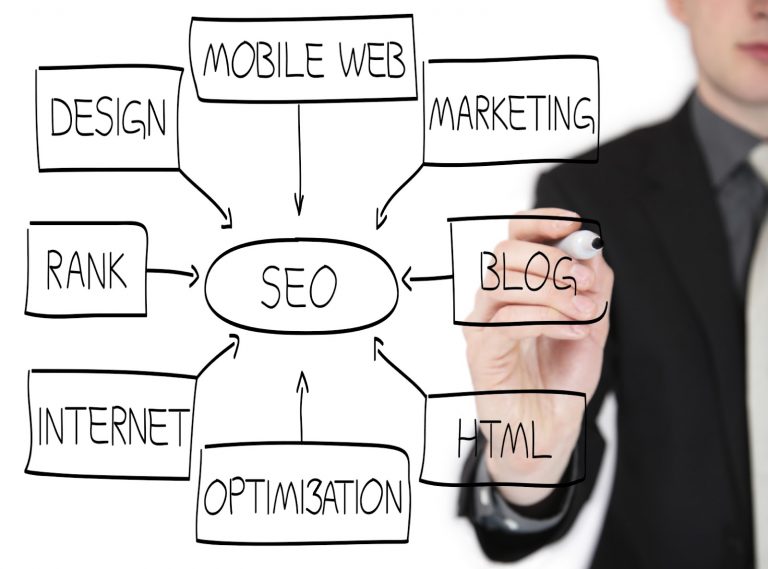 MOBILE WEB
DESIGN
MARKETING
RANK
SEO
BLOG
INTERNET
HTML
OPTIMIZATION